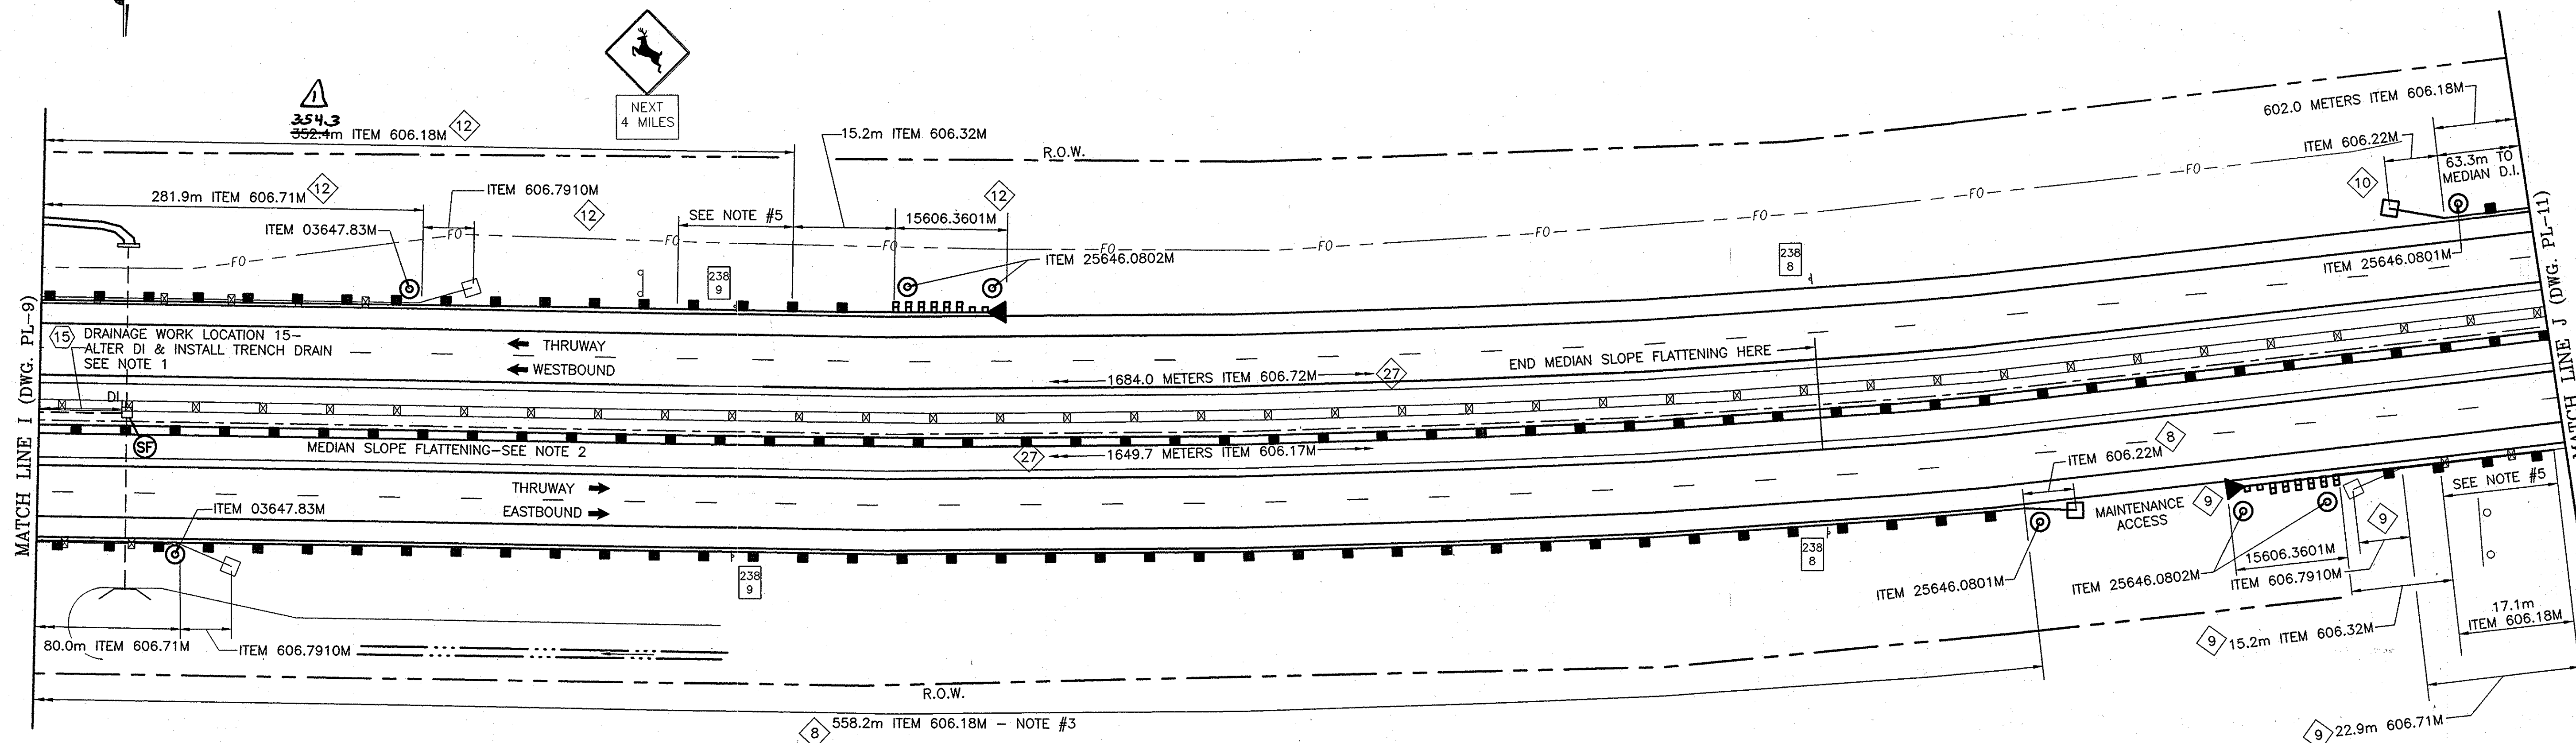 NEXT
4 MILES
1
354.3
352.4m ITEM 606.18M 12
15.2m ITEM 606.32M
R.O.W.
602.0 METERS ITEM 606.18M
ITEM 606.22M
63.3m TO
MEDIAN D.I.
10
281.9m ITEM 606.71M 12
ITEM 606.7910M
12
SEE NOTE #5
12
15606.3601M
ITEM 03647.83M
FO
FO
FO
FO
FO
FO
FO
FO
FO
FO
ITEM 25646.0802M
ITEM 25646.0801M
238
9
238
8
MATCH LINE I (DWG. PL-9)
MATCH LINE J (DWG. PL-11)
15 DRAINAGE WORK LOCATION 15-
ALTER DI & INSTALL TRENCH DRAIN
SEE NOTE 1
THRUWAY
WESTBOUND
1684.0 METERS ITEM 606.72M 27
END MEDIAN SLOPE FLATTENING HERE
DI
SF
MEDIAN SLOPE FLATTENING-SEE NOTE 2
27 1649.7 METERS ITEM 606.17M
THRUWAY
EASTBOUND
ITEM 03647.83M
8
ITEM 606.22M
MAINTENANCE
ACCESS
9
9
SEE NOTE #5
238
9
238
8
ITEM 25646.0801M
ITEM 25646.0802M
15606.3601M
ITEM 606.7910M
17.1m
ITEM 606.18M
9 15.2m ITEM 606.32M
80.0m ITEM 606.71M
ITEM 606.7910M
R.O.W.
8 558.2m ITEM 606.18M - NOTE #3
9 22.9m 606.71M